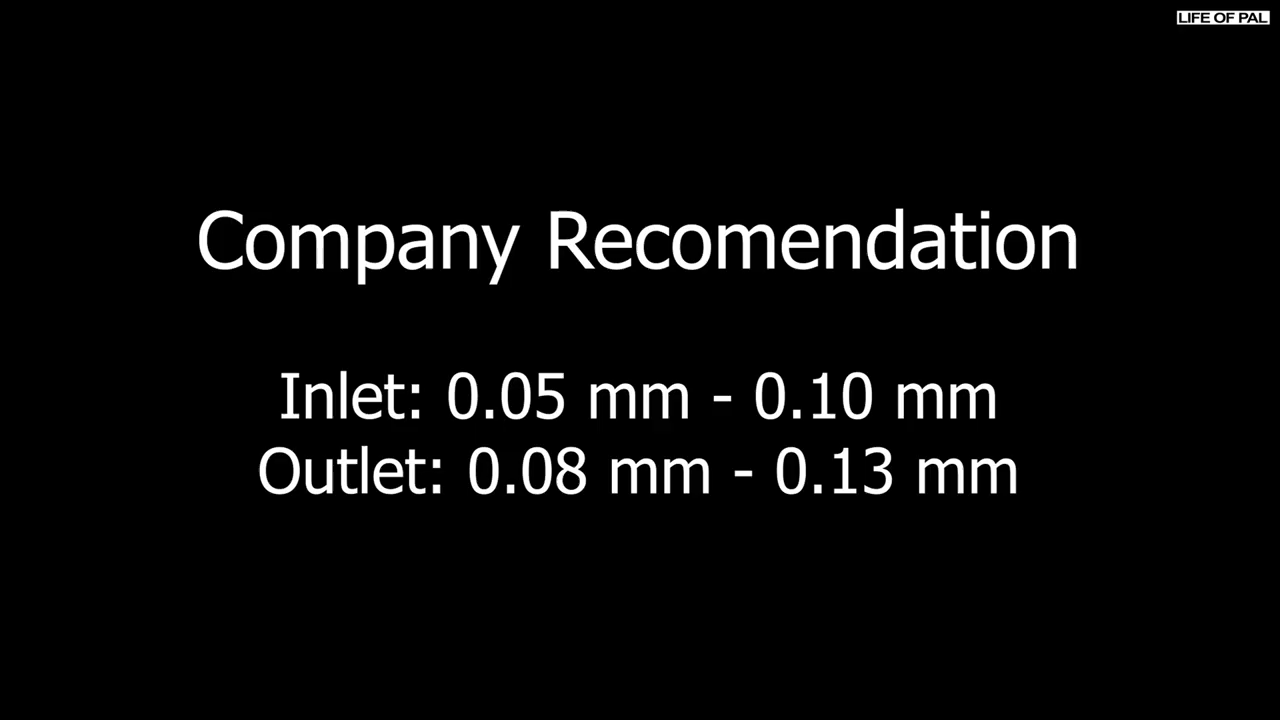 LIFE OF PAL
Company Recomendation
Inlet: 0.05 mm - 0.10 mm
Outlet: 0.08 mm - 0.13 mm